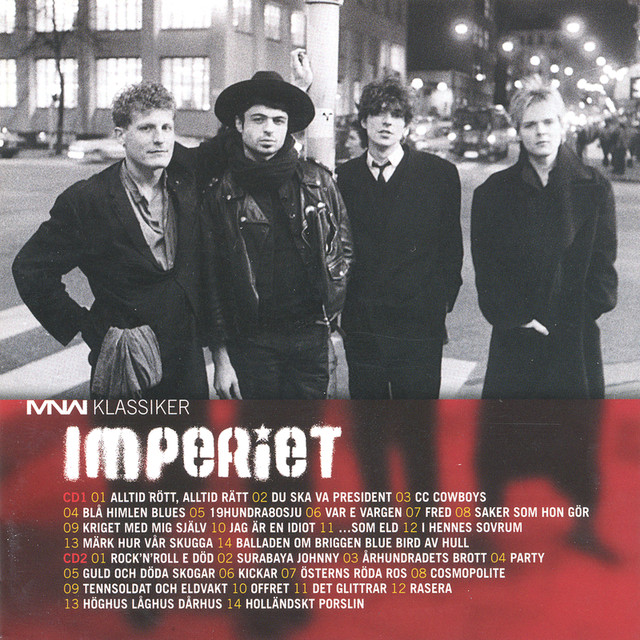 MNW KLASSIKER
IMPERIET
CD1 01 ALLTID RÖTT, ALLTID RÄTT 02 DU SKA VA PRESIDENT 03 CC COWBOYS
04 BLÅ HIMLEN BLUES 05 19HUNDRA80SJU 06 VAR E VARGEN 07 FRED 08 SAKER SOM HON GÖR
09 KRIGET MED MIG SJÄLV 10 JAG ÄR EN IDIOT 11 ...SOM ELD 12 I HENNES SOVRUM
13 MÄRK HUR VÅR SKUGGA 14 BALLADEN OM BRIGGEN BLUE BIRD AV HULL
CD2 01 ROCK'N'ROLL E DÖD 02 SURABAYA JOHNNY 03 ÅRHUNDRADETS BROTT 04 PARTY
05 GULD OCH DÖDA SKOGAR 06 KICKAR 07 ÖSTERNS RÖDA ROS 08 COSMOPOLITE
09 TENNSOLDAT OCH ELDVAKT 10 OFFRET 11 DET GLITTRAR 12 RASERA
13 HÖGHUS LÅGHUS DÅRHUS 14 HOLLÄNDSKT PORSLIN